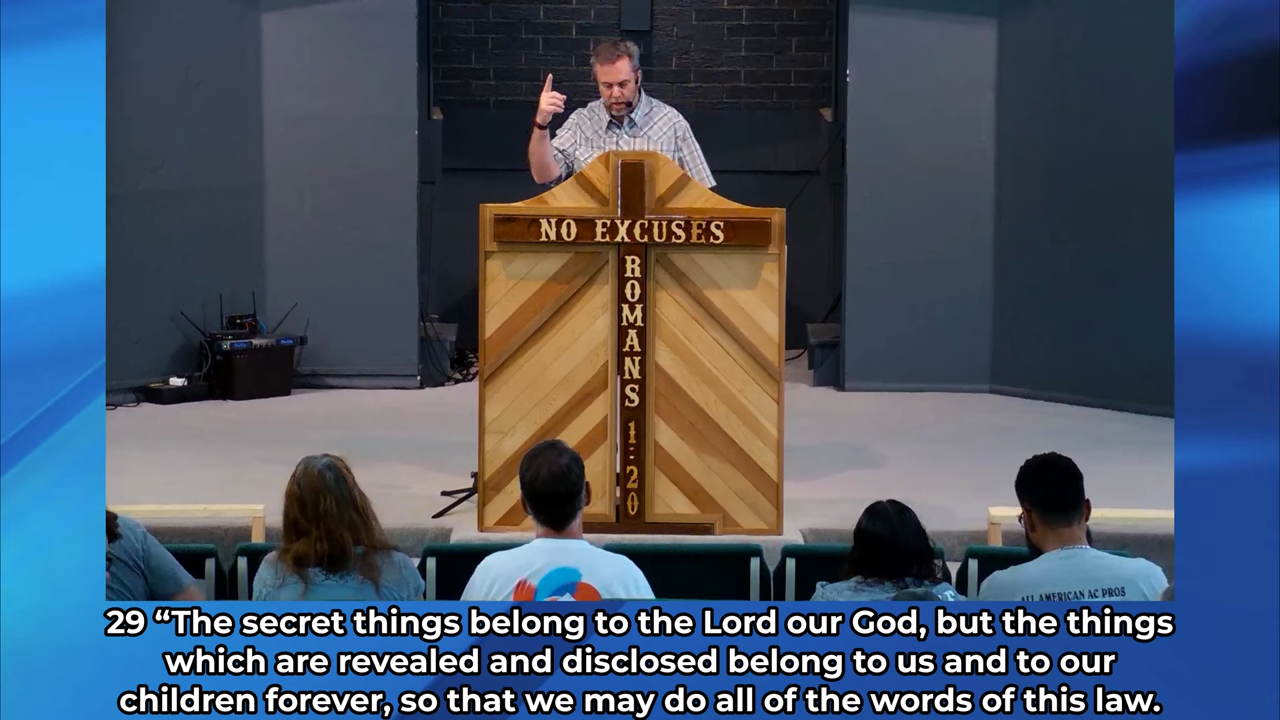 NO EXCUSES
ROMANS 1:20
ALL AMERICAN AC PROS
29 “The secret things belong to the Lord our God, but the things
which are revealed and disclosed belong to us and to our
children forever, so that we may do all of the words of this law.